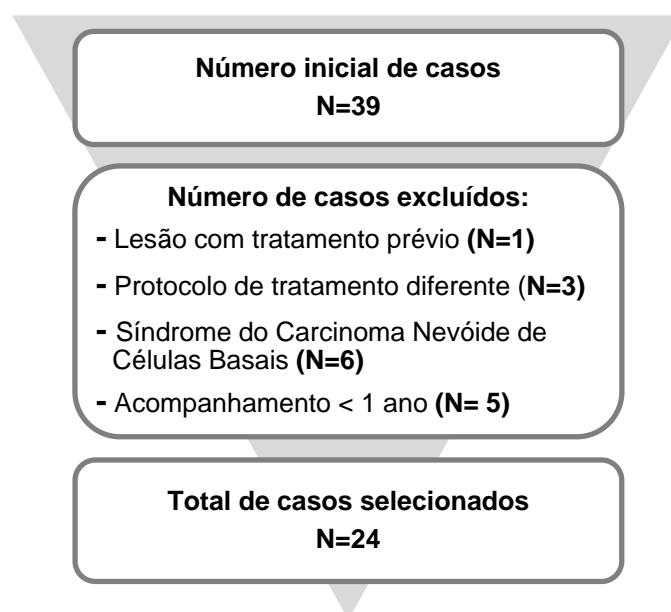 Número inicial de casos
N=39
Número de casos excluídos:
- Lesão com tratamento prévio (N=1)
- Protocolo de tratamento diferente (N=3)
- Síndrome do Carcinoma Nevóide de
Células Basais (N=6)
- Acompanhamento < 1 ano (N= 5)
Total de casos selecionados
N=24